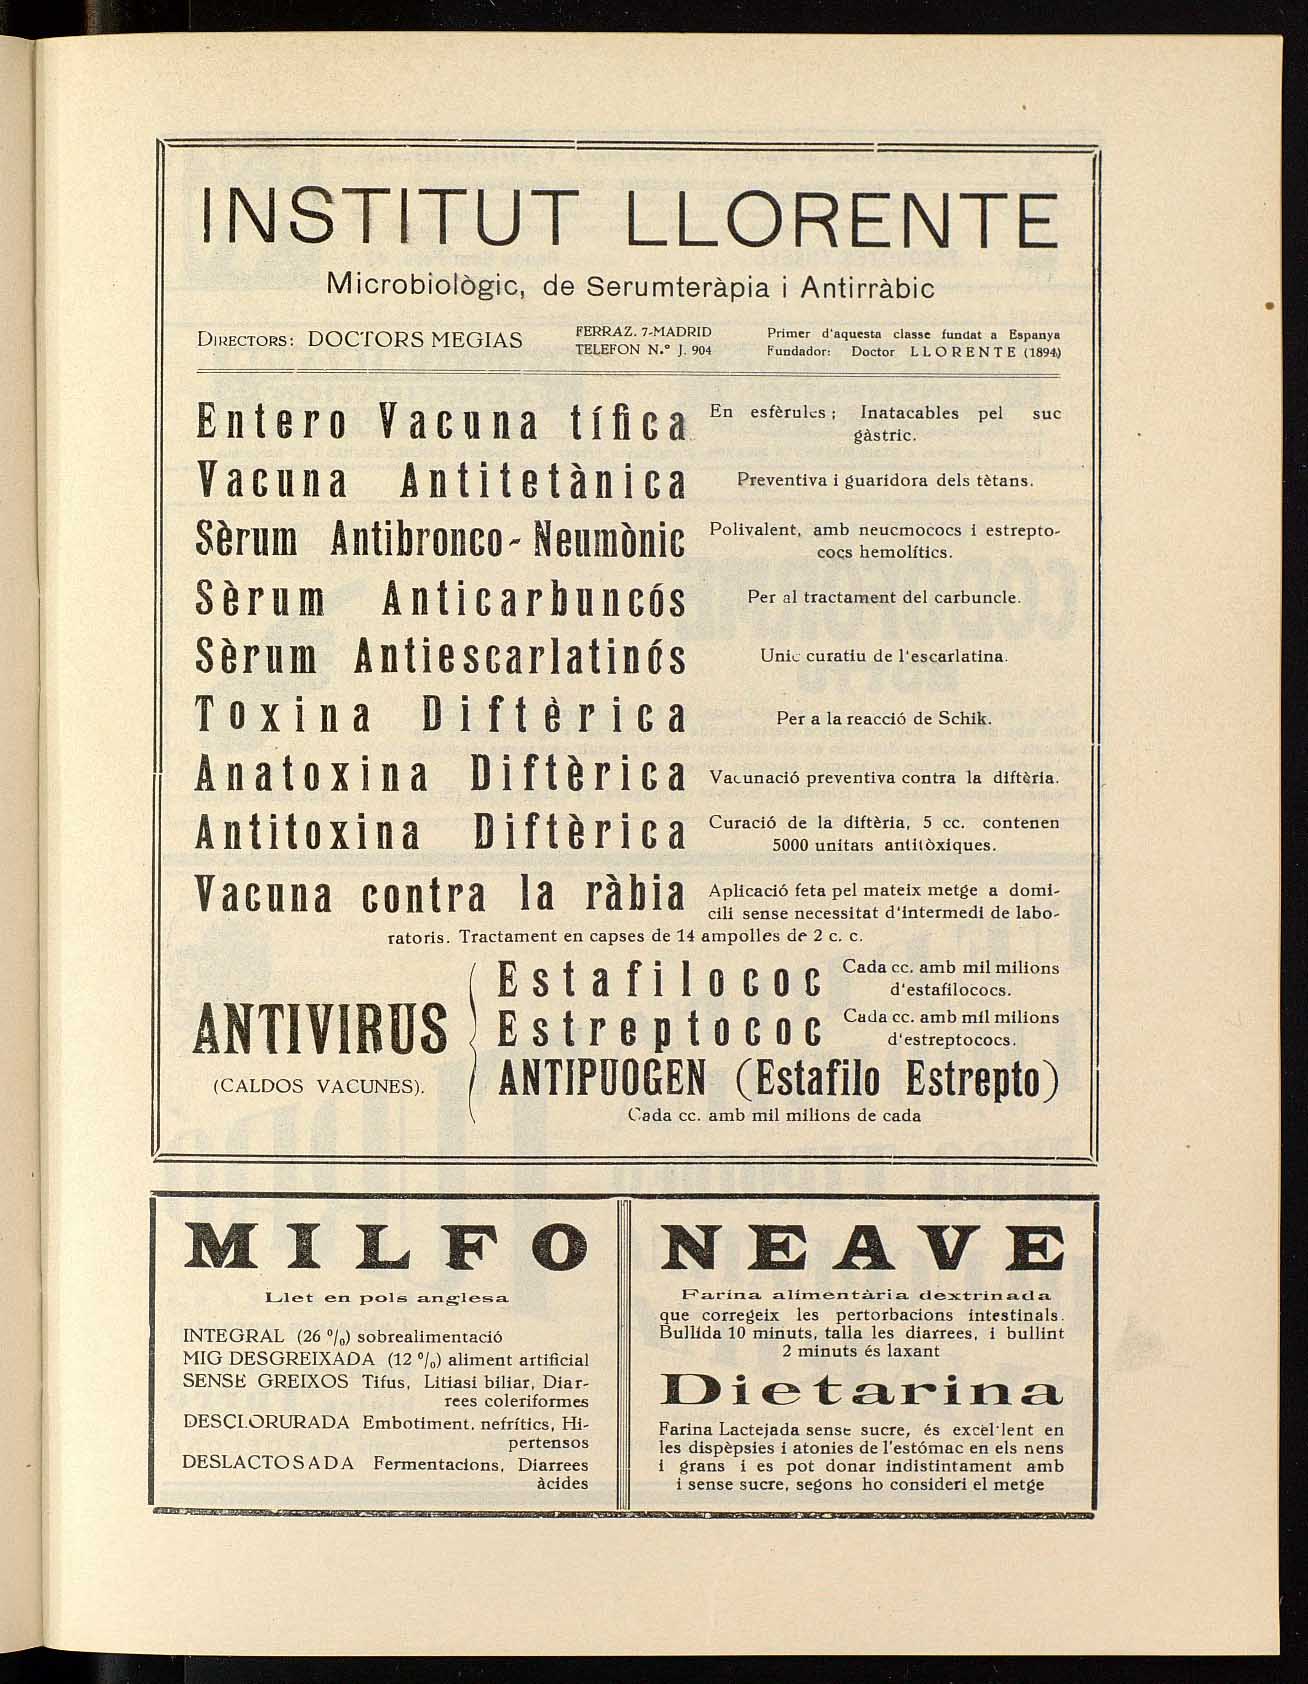 INSTITUT LLORENTE
Microbiològic, de Serumteràpia i Antirràbic
DIRECTORS: DOCTORS MEGIAS
FERRAZ. 7-MADRID
TELEFON N.º J. 904
Primer d'aquesta classe fundat a Espanya
Fundador: Doctor LLORENTE (1894)
Entero Vacuna tífica
En esfèrules; Inatacables pel suc
gàstric.
Vacuna Antitetànica
Preventiva i guaridora dels tètans.
Sèrum Antibronco-Neumònic
Polivalent, amb neucmococs i estrepto-
cocs hemolítics.
Sèrum Anticarbuncós
Per al tractament del carbuncle.
Sèrum Antiescarlatinós
Unic curatiu de l'escarlatina.
Toxina Diftèrica
Per a la reacció de Schik.
Anatoxina Diftèrica
Vacunació preventiva contra la diftèria.
Antitoxina Diftèrica
Curació de la diftèria, 5 cc. contenen
5000 unitats antitòxiques.
Vacuna contra la ràbia
Aplicació feta pel mateix metge a domi-
cili sense necessitat d'intermedi de labo-
ratoris. Tractament en capses de 14 ampolles de 2 c. c.
ANTIVIRUS
(CALDOS VACUNES).
Estafilococ
Cada cc. amb mil milions
d'estafilococs.
Estreptococ
Cada cc. amb mil milions
d'estreptococs.
ANTIPUOGEN (Estafilo Estrepto)
Cada cc. amb mil milions de cada
MILFO
Llet en pols anglesa
INTEGRAL (26 %) sobrealimentació
MIG DESGREIXADA (12 %) aliment artificial
SENSE GREIXOS Tifus, Litiasi biliar, Diar-
rees coleriformes
DESCLORURADA Embotiment, nefrítics, Hi-
pertensos
DESLACTOSADA Fermentacions, Diarrees
àcides
NEAVE
Farina alimentària dextrinada
que corregeix les pertorbacions intestinals.
Bullida 10 minuts, talla les diarrees, i bullint
2 minuts és laxant
Dietarina
Farina Lactejada sense sucre, és excel·lent en
les dispèpsies i atonies de l'estómac en els nens
i grans i es pot donar indistintament amb
i sense sucre, segons ho consideri el metge